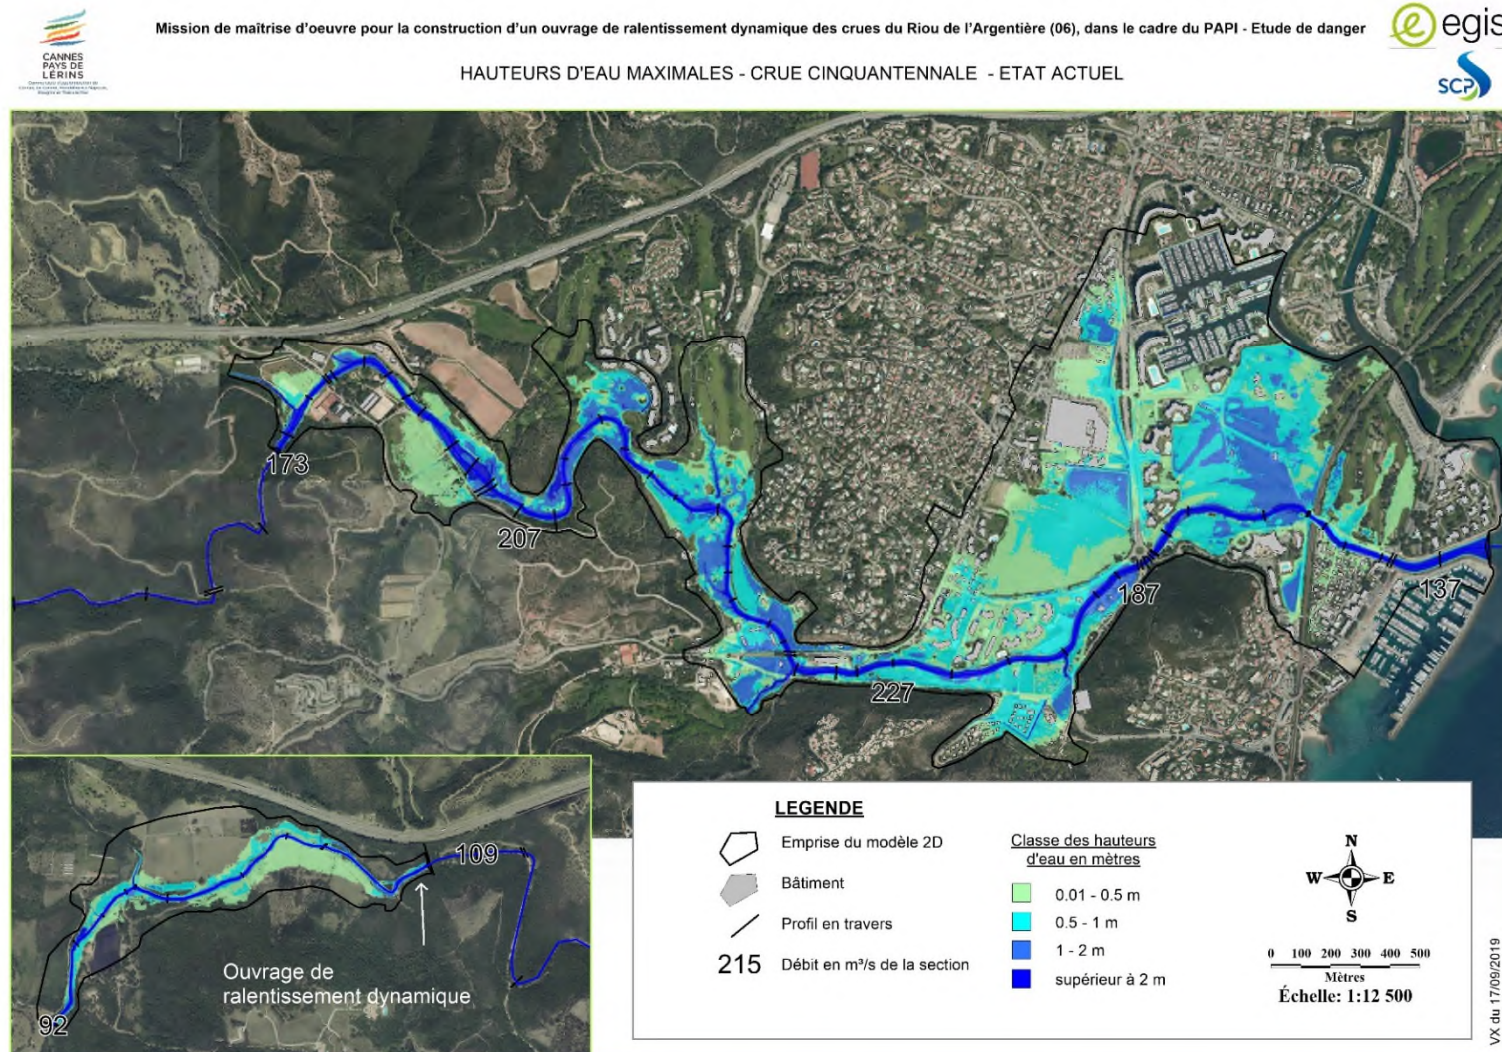 Mission de maîtrise d'oeuvre pour la construction d'un ouvrage de ralentissement dynamique des crues du Riou de l'Argentière (06), dans le cadre du PAPI - Etude de danger
HAUTEURS D'EAU MAXIMALES - CRUE CINQUANTENNALE - ETAT ACTUEL
CANNES
PAYS DE
LÉRINS
egis
SCP
173
207
227
187
137
109
92
Ouvrage de
ralentissement dynamique
LEGENDE
Emprise du modèle 2D
Bâtiment
Profil en travers
215 Débit en m³/s de la section
Classe des hauteurs
d'eau en mètres
0.01 - 0.5 m
0.5 - 1 m
1 - 2 m
supérieur à 2 m
N
W E
S
0 100 200 300 400 500
Mètres
Échelle: 1:12 500
VX du 17/09/2019